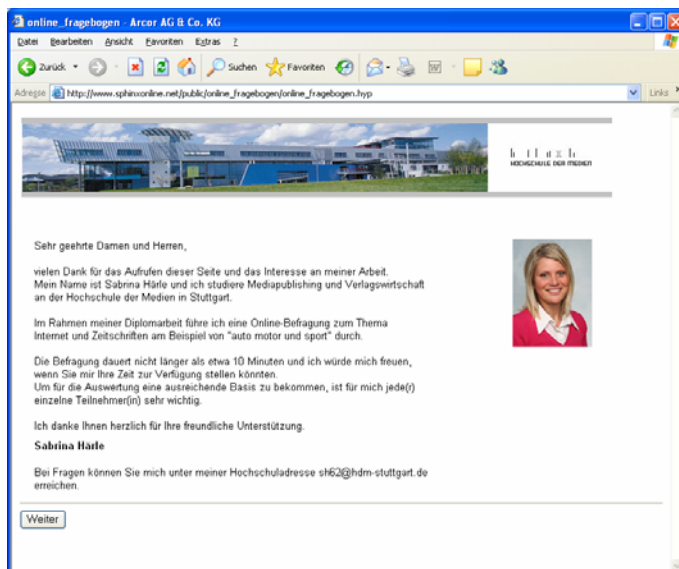 online_fragebogen - Arcor AG & Co. KG
Datei Bearbeiten Ansicht Favoriten Extras ?
Zurück Suchen Favoriten
Adresse http://www.sphinxonline.net/public/online_fragebogen/online_fragebogen.hyp Links
HOCHSCHULE DER MEDIEN
Sehr geehrte Damen und Herren,
vielen Dank für das Aufrufen dieser Seite und das Interesse an meiner Arbeit.
Mein Name ist Sabrina Härle und ich studiere Mediapublishing und Verlagswirtschaft
an der Hochschule der Medien in Stuttgart.
Im Rahmen meiner Diplomarbeit führe ich eine Online-Befragung zum Thema
Internet und Zeitschriften am Beispiel von "auto motor und sport" durch.
Die Befragung dauert nicht länger als etwa 10 Minuten und ich würde mich freuen,
wenn Sie mir Ihre Zeit zur Verfügung stellen könnten.
Um für die Auswertung eine ausreichende Basis zu bekommen, ist für mich jede(r)
einzelne Teilnehmer(in) sehr wichtig.
Ich danke Ihnen herzlich für Ihre freundliche Unterstützung.
Sabrina Härle
Bei Fragen können Sie mich unter meiner Hochschuladresse sh62@hdm-stuttgart.de
erreichen.
Weiter